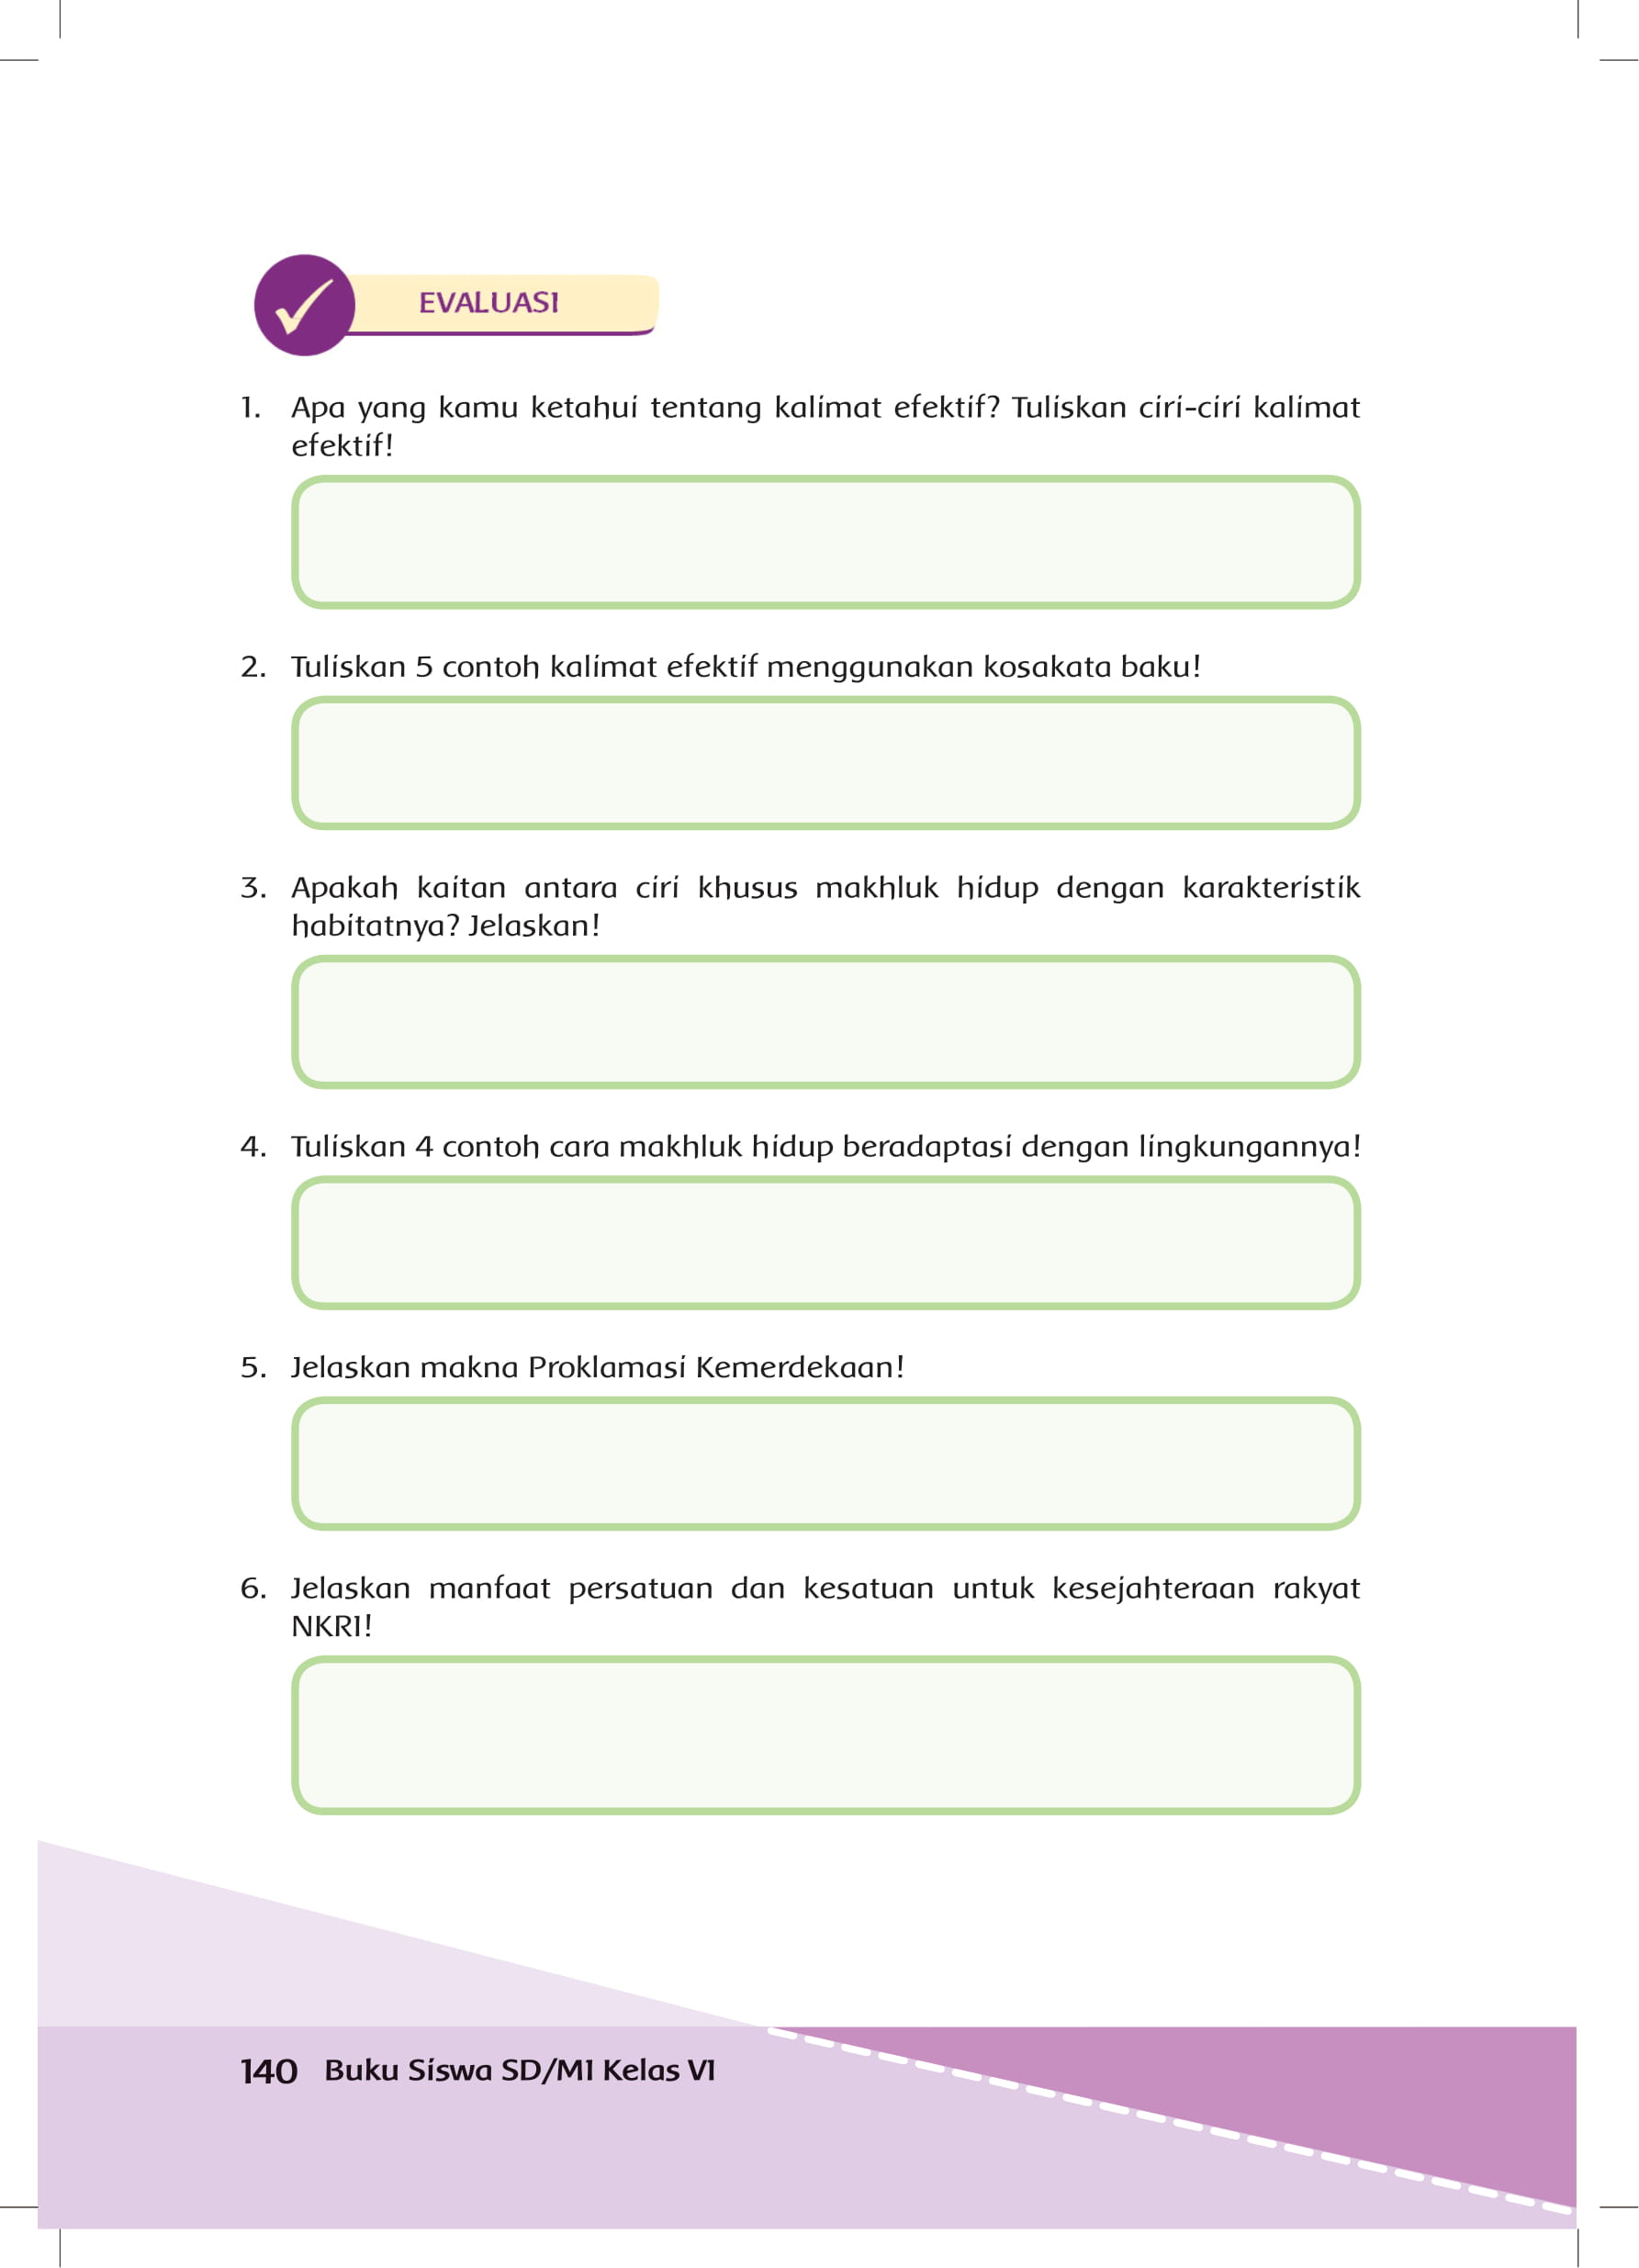 EVALUASI
1. Apa yang kamu ketahui tentang kalimat efektif? Tuliskan ciri-ciri kalimat
efektif!
2. Tuliskan 5 contoh kalimat efektif menggunakan kosakata baku!
3. Apakah kaitan antara ciri khusus makhluk hidup dengan karakteristik
habitatnya? Jelaskan!
4. Tuliskan 4 contoh cara makhluk hidup beradaptasi dengan lingkungannya!
5. Jelaskan makna Proklamasi Kemerdekaan!
6. Jelaskan manfaat persatuan dan kesatuan untuk kesejahteraan rakyat
NKRI!
140 Buku Siswa SD/MI Kelas VI